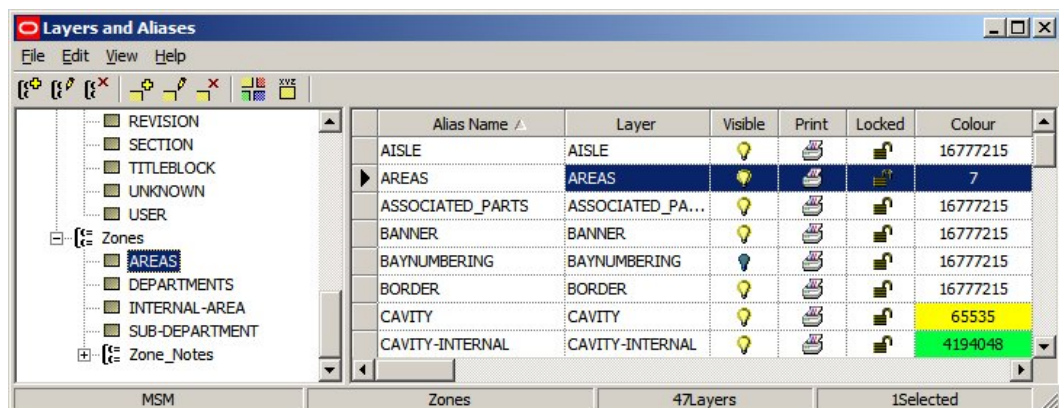 Layers and Aliases
File Edit View Help
XYZ
REVISION
SECTION
TITLEBLOCK
UNKNOWN
USER
Zones
AREAS
DEPARTMENTS
INTERNAL-AREA
SUB-DEPARTMENT
Zone_Notes
Alias Name Layer Visible Print Locked Colour
AISLE AISLE 16777215
AREAS AREAS 7
ASSOCIATED_PARTS ASSOCIATED_PA... 16777215
BANNER BANNER 16777215
BAYNUMBERING BAYNUMBERING 16777215
BORDER BORDER 16777215
CAVITY CAVITY 65535
CAVITY-INTERNAL CAVITY-INTERNAL 4194048
MSM Zones 47Layers 1Selected